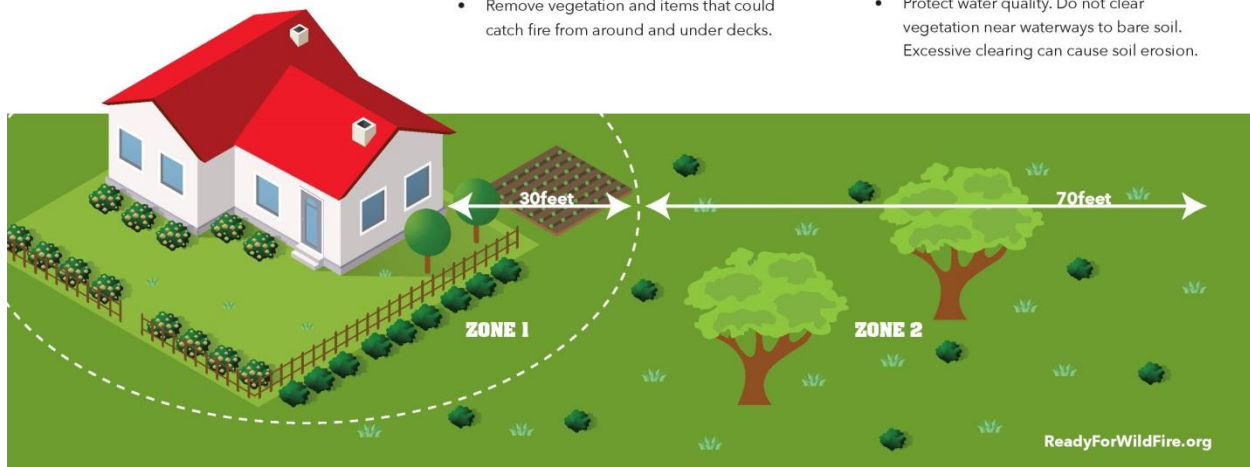 • Remove vegetation and items that could
catch fire from around and under decks.
• Protect water quality. Do not clear
vegetation near waterways to bare soil.
Excessive clearing can cause soil erosion.
30feet
70feet
ZONE 1
ZONE 2
ReadyForWildFire.org